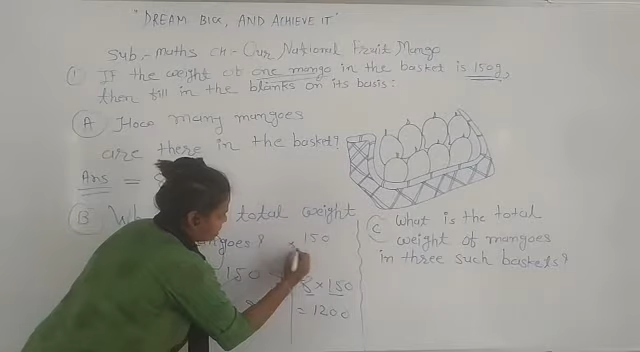 "DREAM BIG, AND ACHIEVE IT"
Sub,- Maths CH- Our National Fruit Mango
① IF the weight of one mango in the basket is 150g,
then fill in the blanks on its basis:
Ⓐ How many mangoes
are there in the basket?
Ans =
Ⓑ total weight
mangoes?
150
150
8 × 150
= 1200
Ⓒ What is the total
weight of mangoes
in three such baskets?